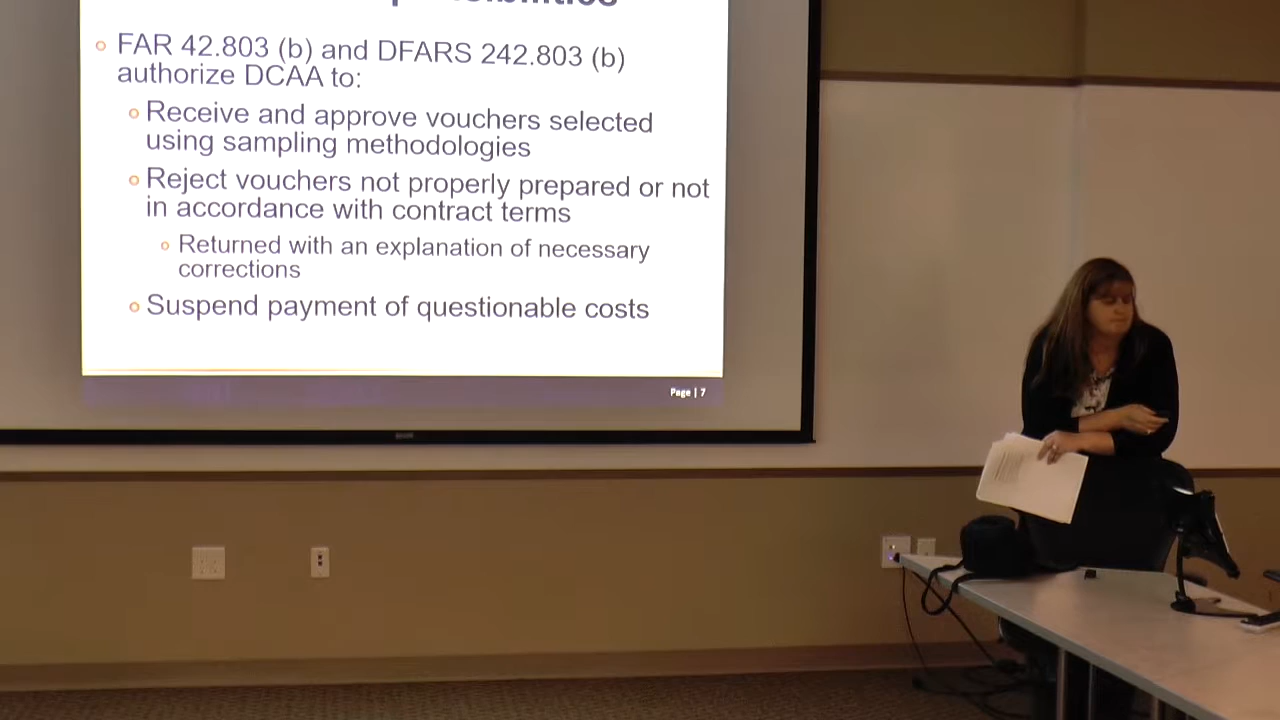 FAR 42.803 (b) and DFARS 242.803 (b)
authorize DCAA to:
Receive and approve vouchers selected
using sampling methodologies
Reject vouchers not properly prepared or not
in accordance with contract terms
Returned with an explanation of necessary
corrections
Suspend payment of questionable costs
Page | 7